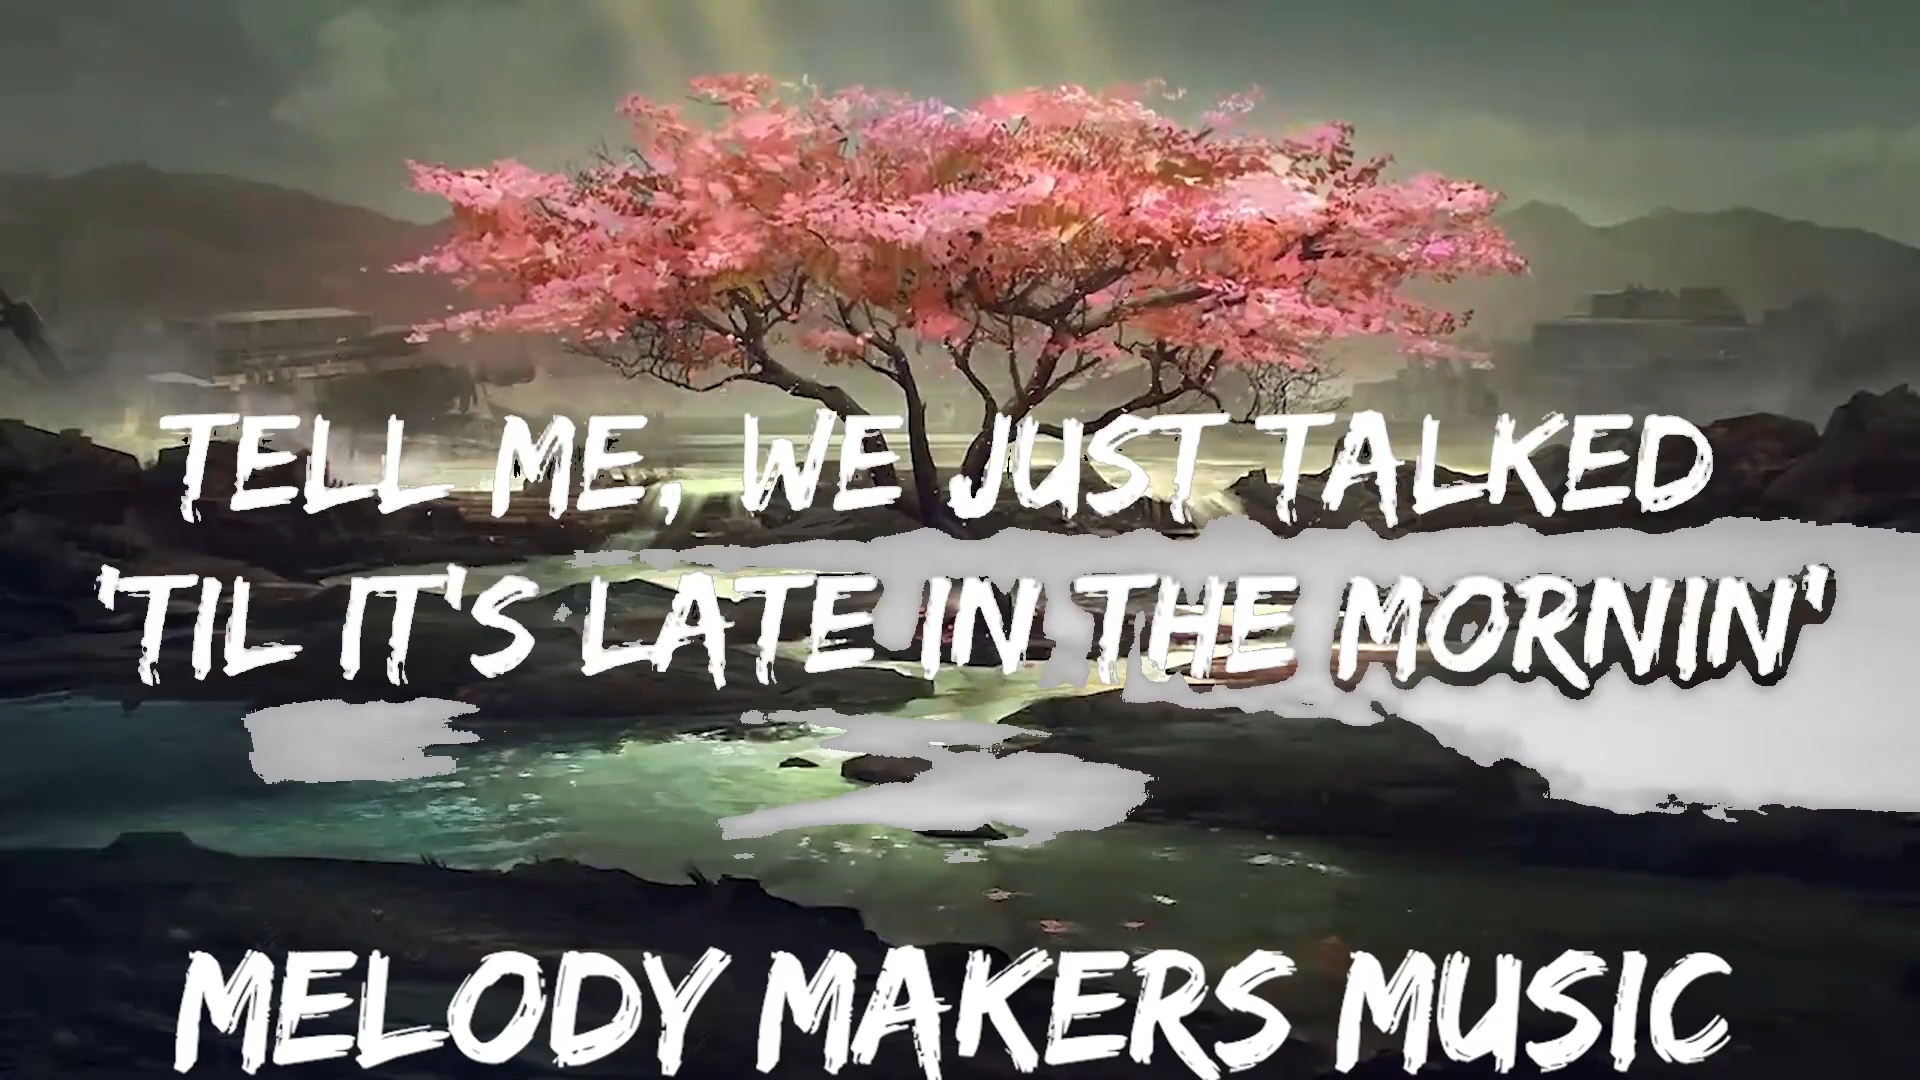 TELL ME, WE JUST TALKED
'TIL IT'S LATE IN THE MORNIN'
MELODY MAKERS MUSIC